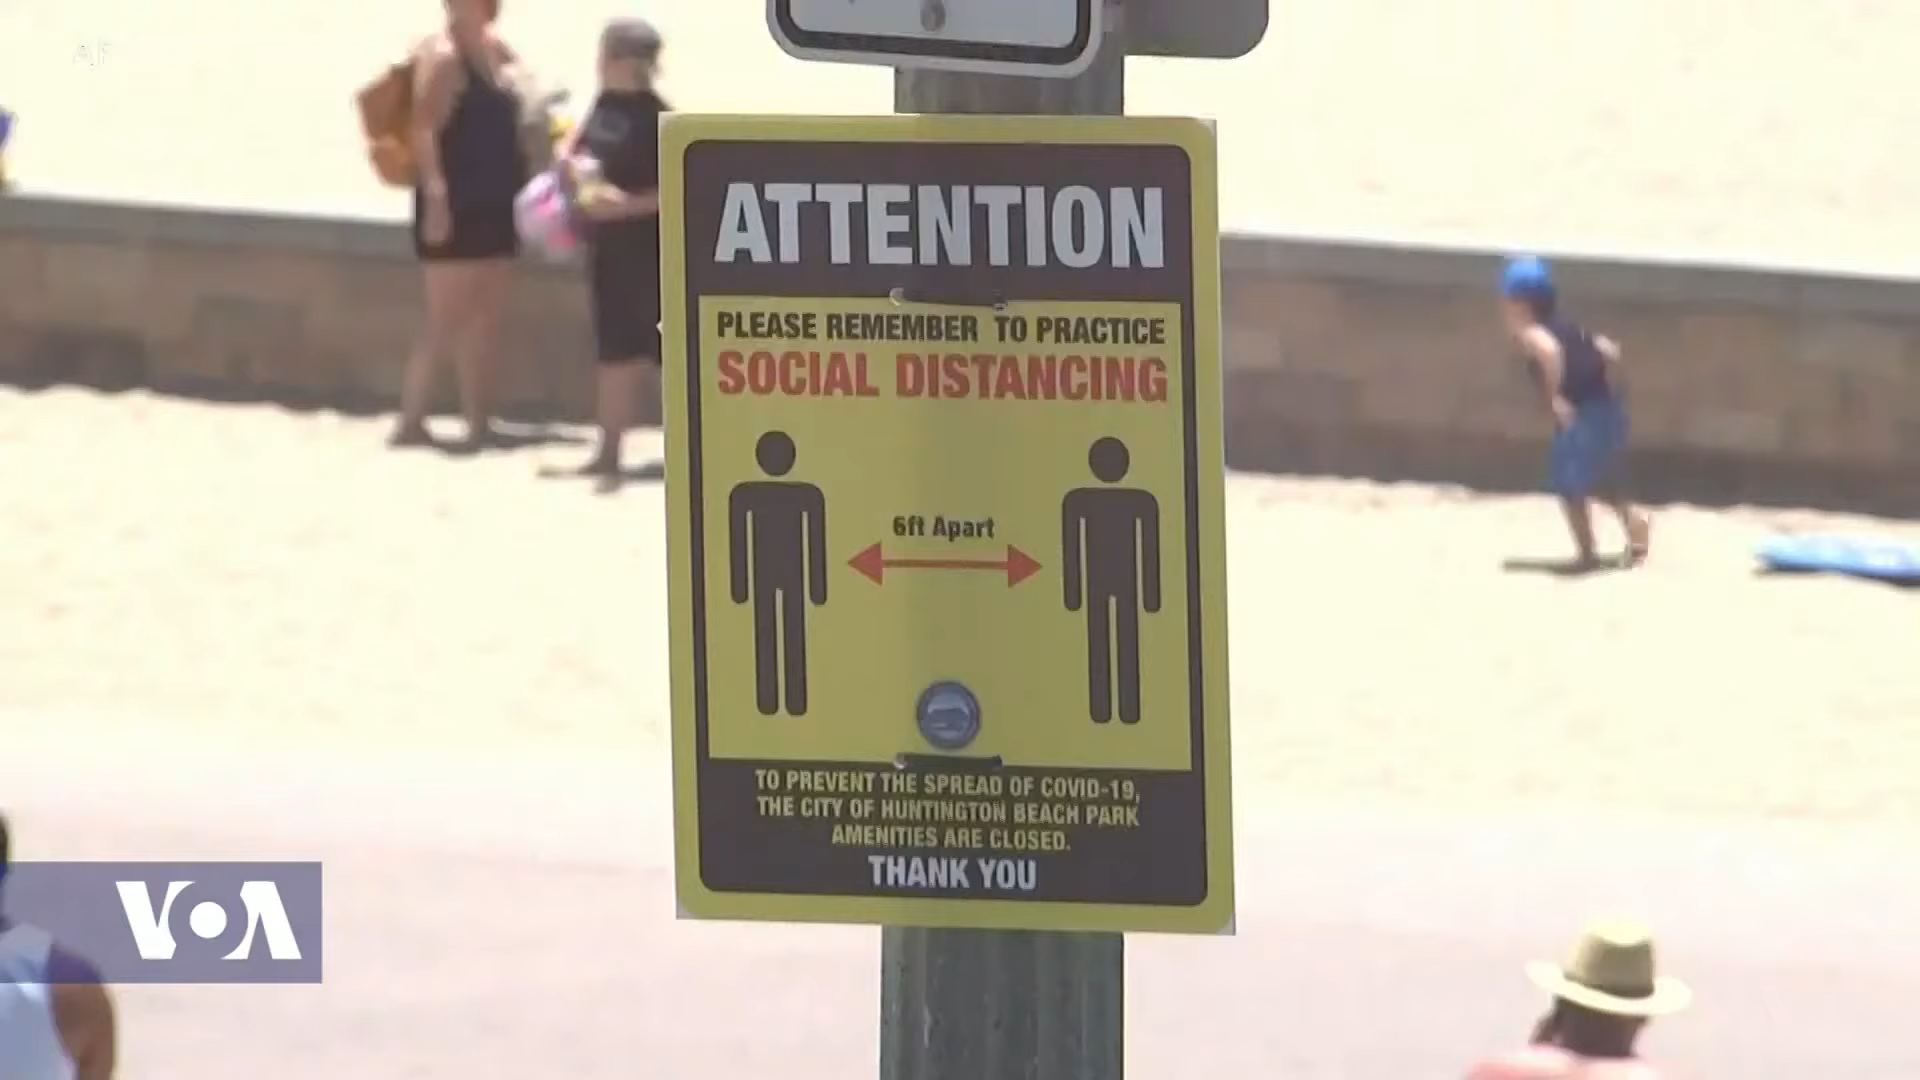 AF
ATTENTION
PLEASE REMEMBER TO PRACTICE
SOCIAL DISTANCING
6ft Apart
TO PREVENT THE SPREAD OF COVID-19,
THE CITY OF HUNTINGTON BEACH PARK
AMENITIES ARE CLOSED.
THANK YOU
VOA